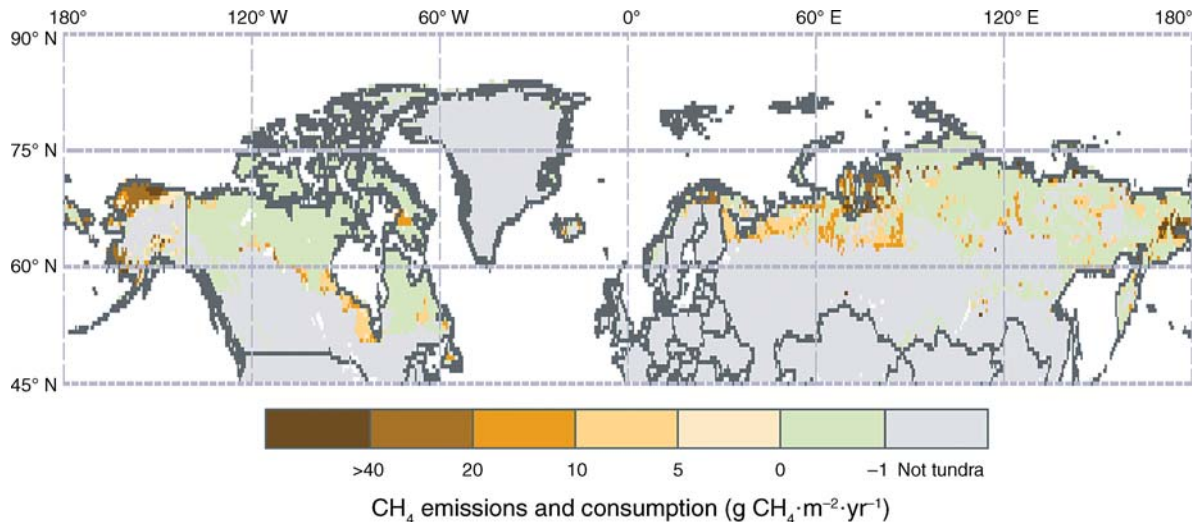 180° 120° W 60° W 0° 60° E 120° E 180°
90° N
75° N
60° N
45° N
>40 20 10 5 0 −1 Not tundra
CH₄ emissions and consumption (g CH₄·m⁻²·yr⁻¹)